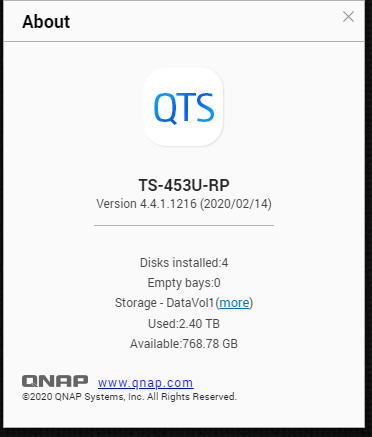 About
QTS
TS-453U-RP
Version 4.4.1.1216 (2020/02/14)
Disks installed:4
Empty bays:0
Storage - DataVol1(more)
Used:2.40 TB
Available:768.78 GB
QNAP www.qnap.com
©2020 QNAP Systems, Inc. All Rights Reserved.